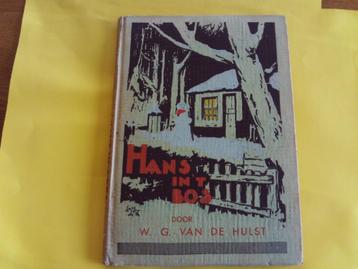 HANS
IN 'T
BOS
DOOR
W. G. VAN DE HULST